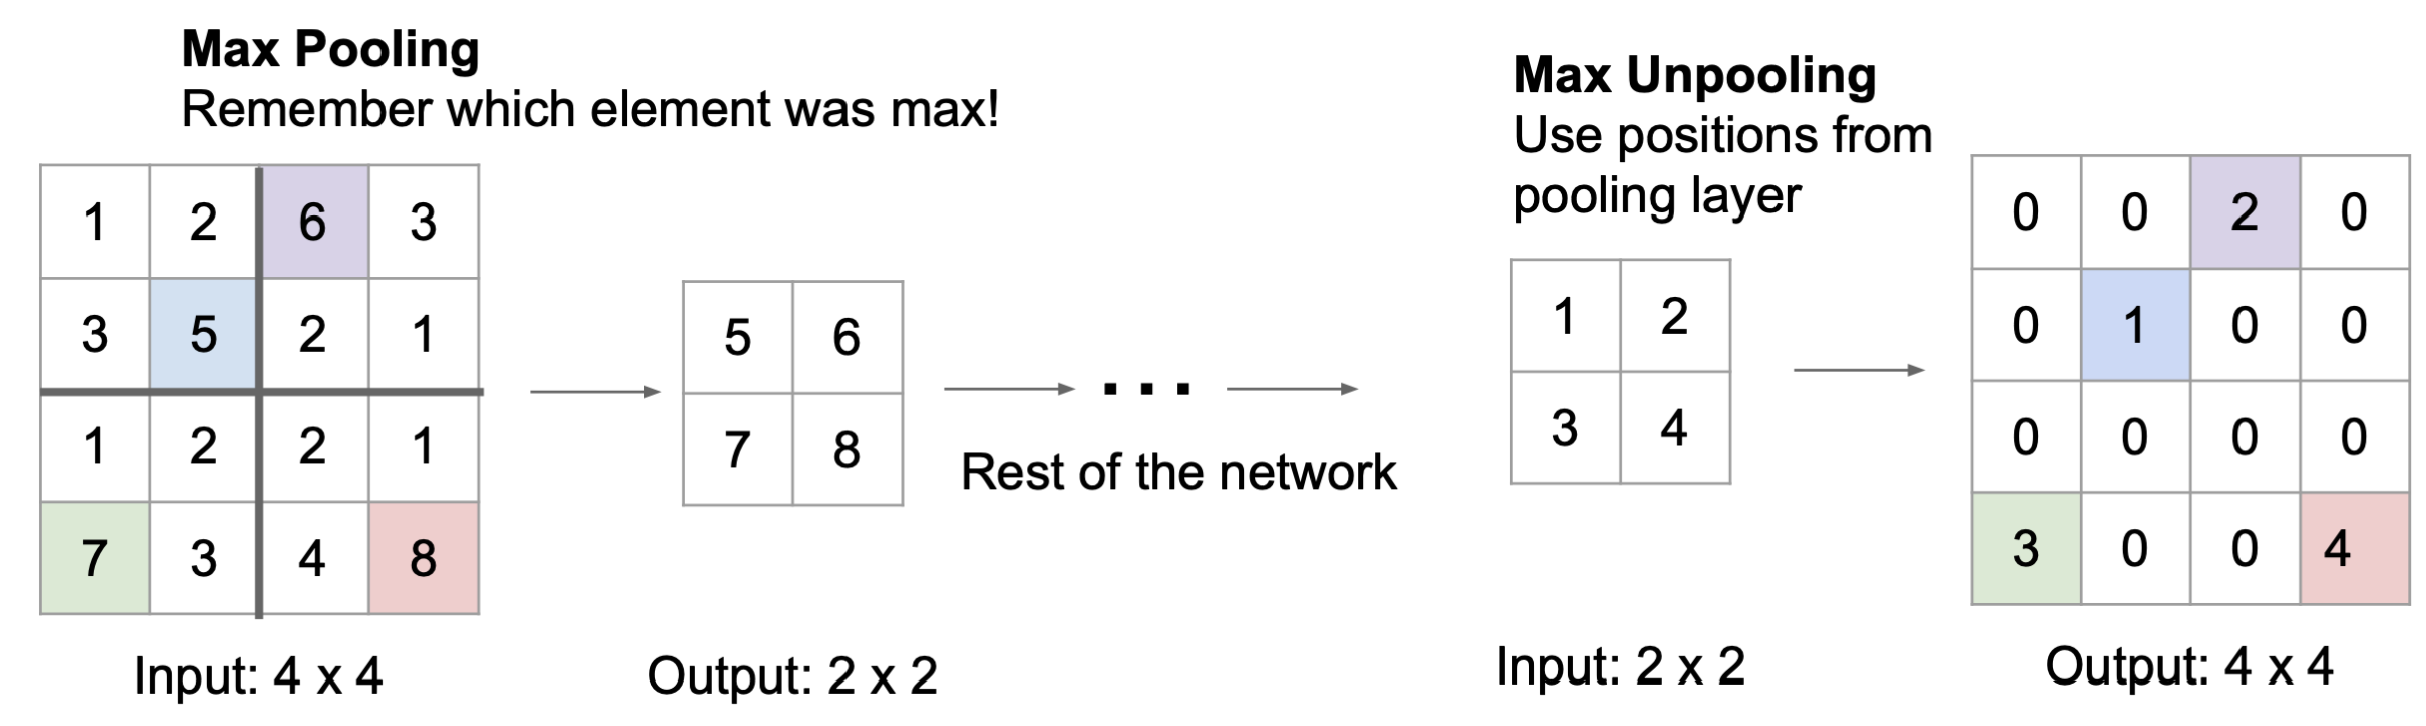 Max Pooling
Remember which element was max!
1 2 6 3
3 5 2 1
1 2 2 1
7 3 4 8
Input: 4 x 4
5 6
7 8
Output: 2 x 2
...
Rest of the network
Max Unpooling
Use positions from
pooling layer
1 2
3 4
Input: 2 x 2
0 0 2 0
0 1 0 0
0 0 0 0
3 0 0 4
Output: 4 x 4